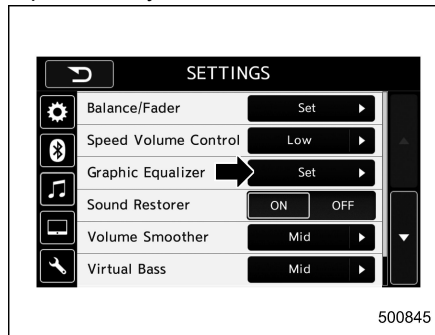 SETTINGS
Balance/Fader Set
Speed Volume Control Low
Graphic Equalizer Set
Sound Restorer ON OFF
Volume Smoother Mid
Virtual Bass Mid
500845